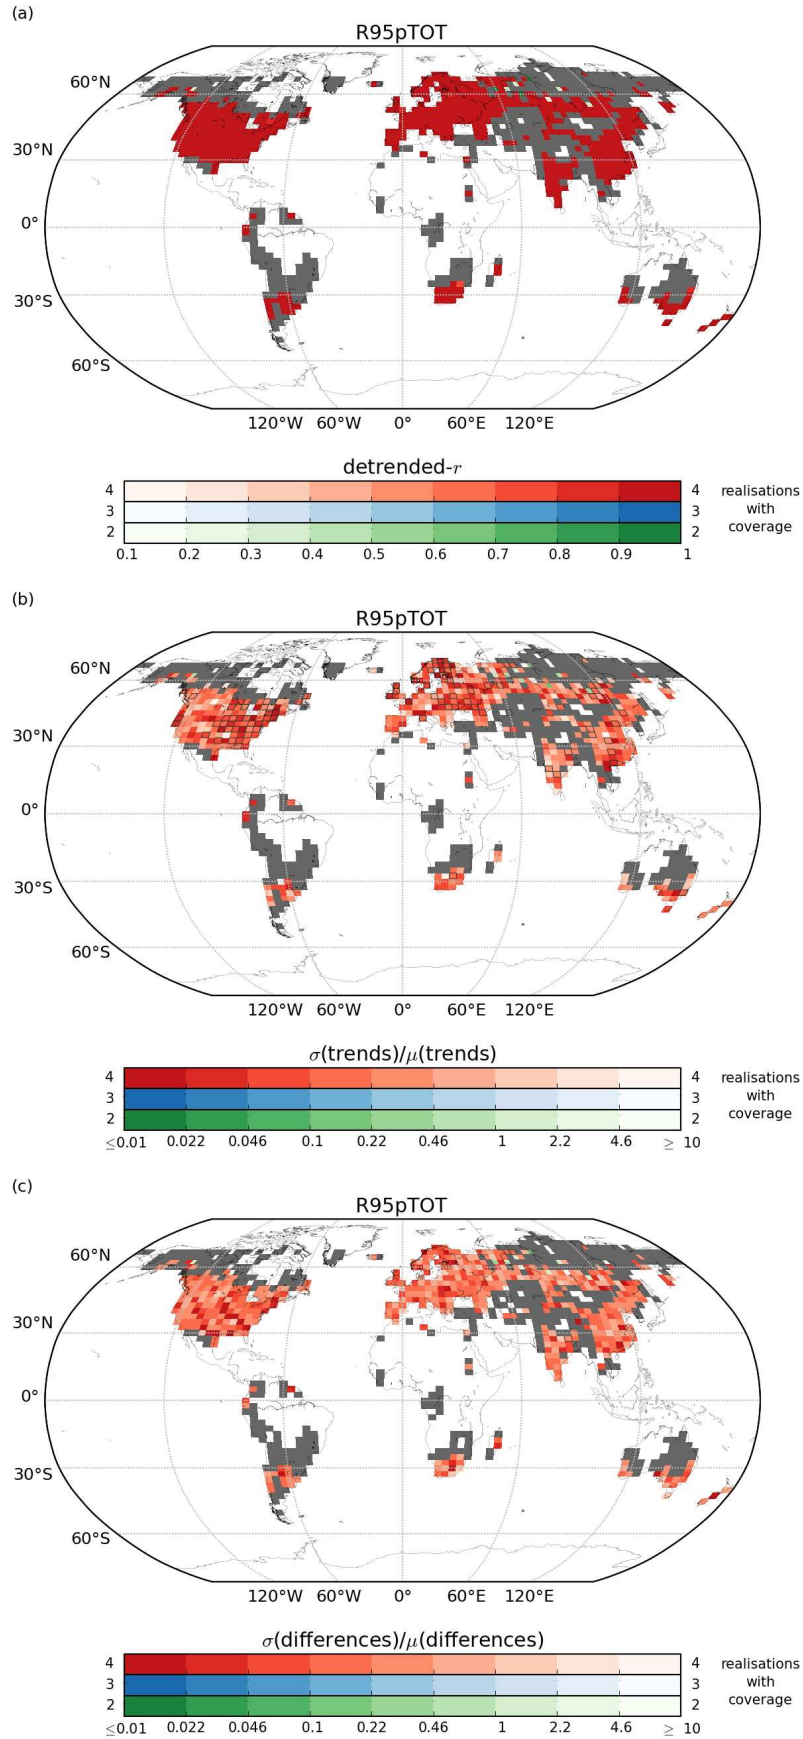 (a)
R95pTOT
60°N
30°N
0°
30°S
60°S
120°W 60°W 0° 60°E 120°E
detrended-r
4 4 realisations
3 3 with
2 2 coverage
0.1 0.2 0.3 0.4 0.5 0.6 0.7 0.8 0.9 1
(b)
R95pTOT
60°N
30°N
0°
30°S
60°S
120°W 60°W 0° 60°E 120°E
σ(trends)/μ(trends)
4 4 realisations
3 3 with
2 2 coverage
≤0.01 0.022 0.046 0.1 0.22 0.46 1 2.2 4.6 ≥ 10
(c)
R95pTOT
60°N
30°N
0°
30°S
60°S
120°W 60°W 0° 60°E 120°E
σ(differences)/μ(differences)
4 4 realisations
3 3 with
2 2 coverage
≤0.01 0.022 0.046 0.1 0.22 0.46 1 2.2 4.6 ≥ 10